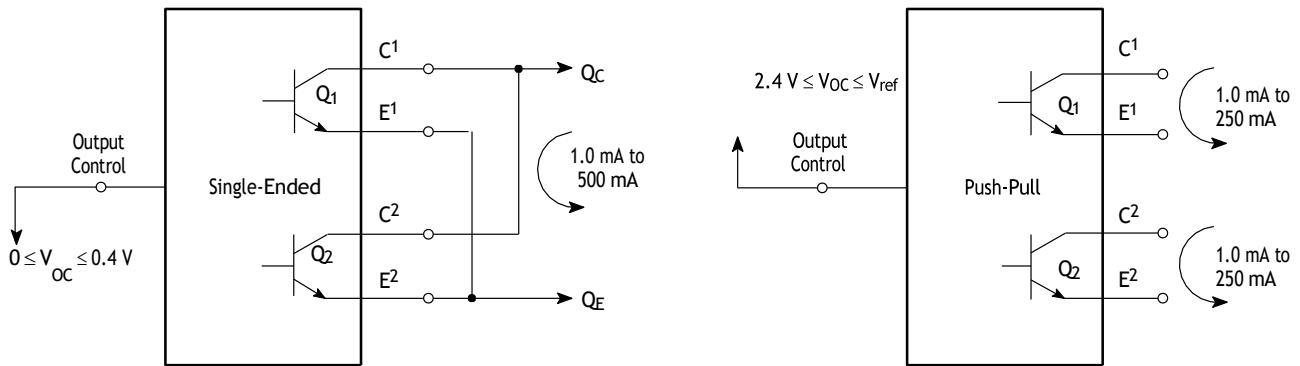 C1
Q1
E1
QC
Output
Control
Single-Ended
1.0 mA to
500 mA
0 ≤ VOC ≤ 0.4 V
C2
Q2
E2
QE
2.4 V ≤ VOC ≤ Vref
Output
Control
C1
Q1
E1
1.0 mA to
250 mA
Push-Pull
C2
Q2
E2
1.0 mA to
250 mA